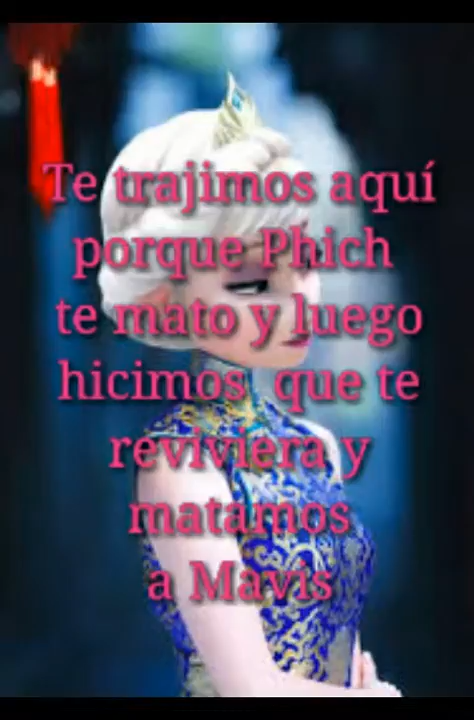 Te trajimos aquí
porque Phich
te mato y luego
hicimos que te
reviviera y
matamos
a Mavis